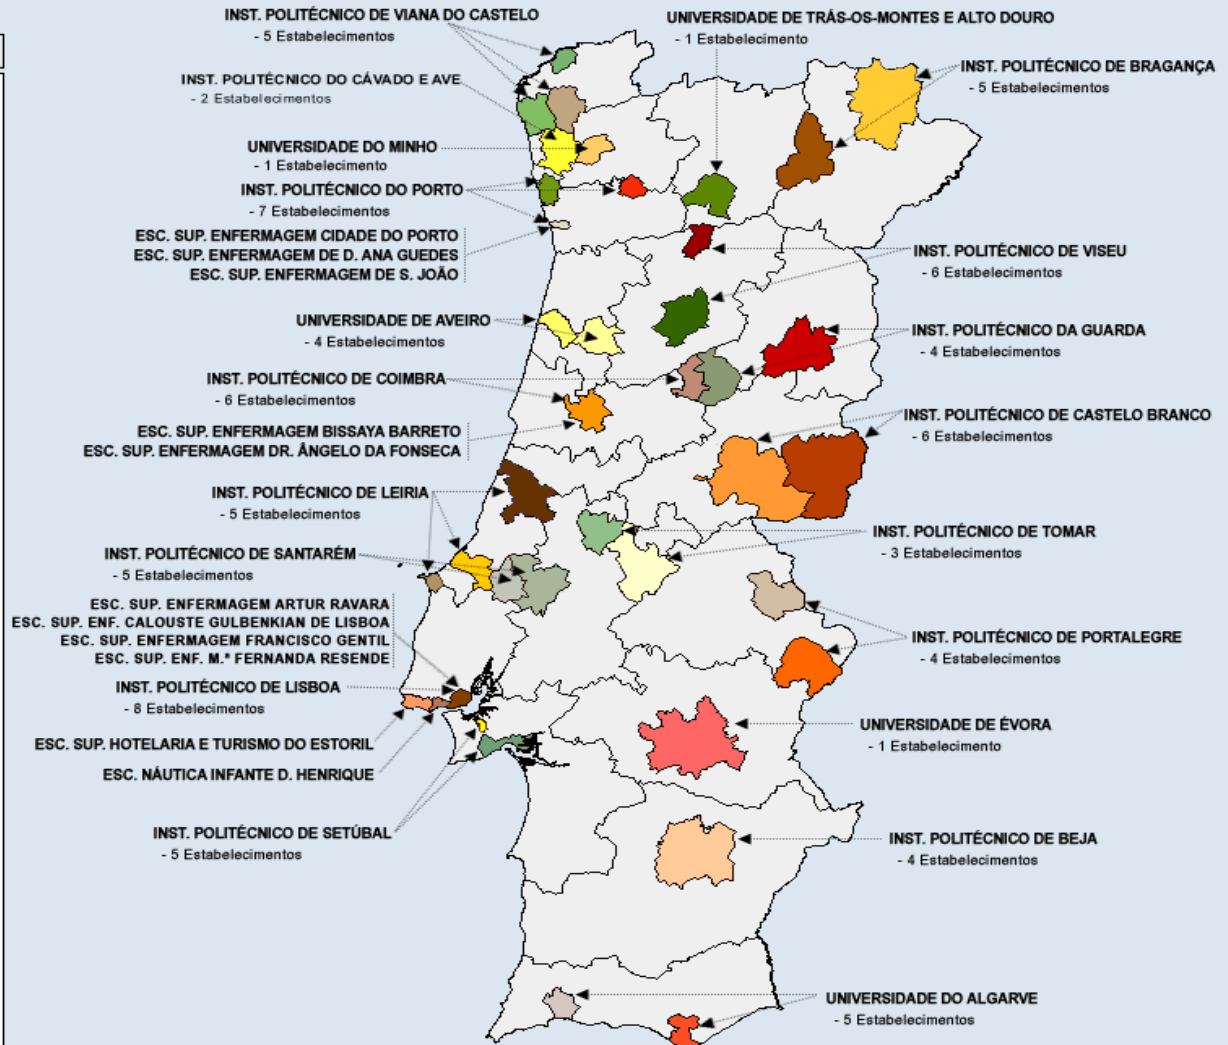 INST. POLITÉCNICO DE VIANA DO CASTELO
- 5 Estabelecimentos
UNIVERSIDADE DE TRÁS-OS-MONTES E ALTO DOURO
- 1 Estabelecimento
INST. POLITÉCNICO DO CÁVADO E AVE
- 2 Estabelecimentos
INST. POLITÉCNICO DE BRAGANÇA
- 5 Estabelecimentos
UNIVERSIDADE DO MINHO
- 1 Estabelecimento
INST. POLITÉCNICO DO PORTO
- 7 Estabelecimentos
ESC. SUP. ENFERMAGEM CIDADE DO PORTO
ESC. SUP. ENFERMAGEM DE D. ANA GUEDES
ESC. SUP. ENFERMAGEM DE S. JOÃO
INST. POLITÉCNICO DE VISEU
- 6 Estabelecimentos
UNIVERSIDADE DE AVEIRO
- 4 Estabelecimentos
INST. POLITÉCNICO DA GUARDA
- 4 Estabelecimentos
INST. POLITÉCNICO DE COIMBRA
- 6 Estabelecimentos
INST. POLITÉCNICO DE CASTELO BRANCO
- 6 Estabelecimentos
ESC. SUP. ENFERMAGEM BISSAYA BARRETO
ESC. SUP. ENFERMAGEM DR. ÂNGELO DA FONSECA
INST. POLITÉCNICO DE LEIRIA
- 5 Estabelecimentos
INST. POLITÉCNICO DE TOMAR
- 3 Estabelecimentos
INST. POLITÉCNICO DE SANTARÉM
- 5 Estabelecimentos
ESC. SUP. ENFERMAGEM ARTUR RAVARA
ESC. SUP. ENF. CALOUSTE GULBENKIAN DE LISBOA
ESC. SUP. ENFERMAGEM FRANCISCO GENTIL
ESC. SUP. ENF. M.ª FERNANDA RESENDE
INST. POLITÉCNICO DE PORTALEGRE
- 4 Estabelecimentos
INST. POLITÉCNICO DE LISBOA
- 8 Estabelecimentos
UNIVERSIDADE DE ÉVORA
- 1 Estabelecimento
ESC. SUP. HOTELARIA E TURISMO DO ESTORIL
ESC. NÁUTICA INFANTE D. HENRIQUE
INST. POLITÉCNICO DE SETÚBAL
- 5 Estabelecimentos
INST. POLITÉCNICO DE BEJA
- 4 Estabelecimentos
UNIVERSIDADE DO ALGARVE
- 5 Estabelecimentos